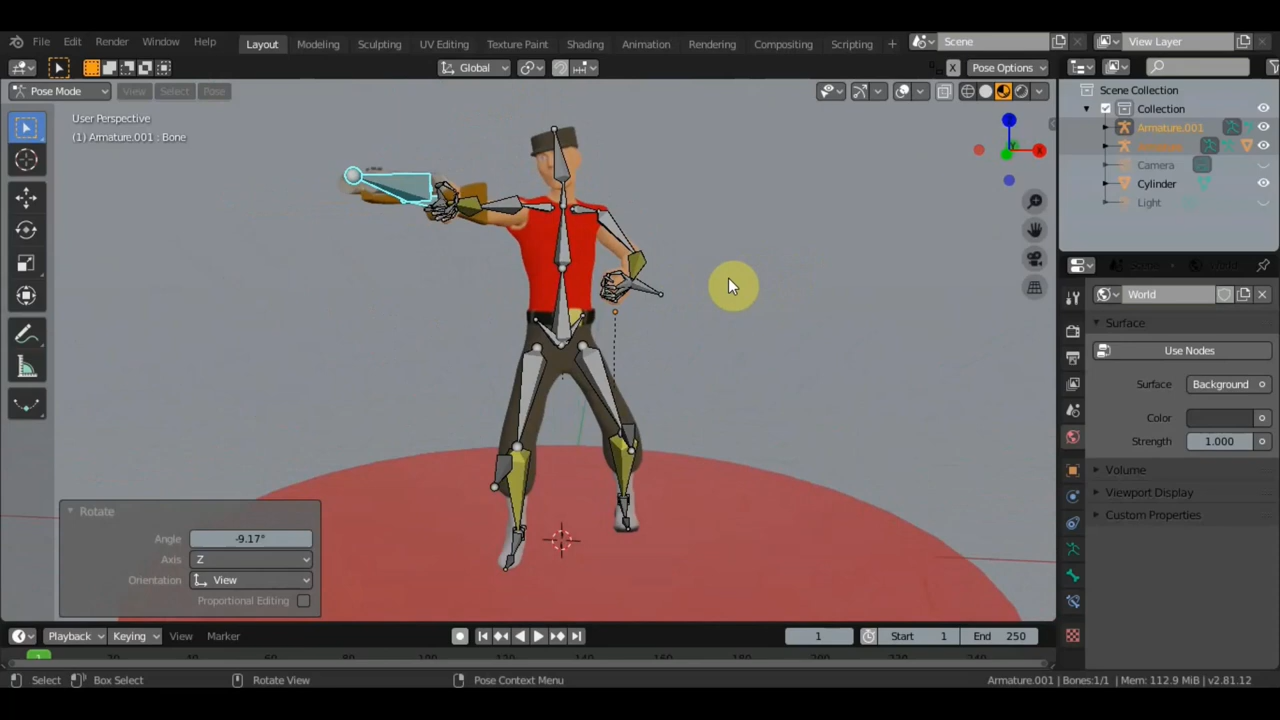 File Edit Render Window Help Layout Modeling Sculpting UV Editing Texture Paint Shading Animation Rendering Compositing Scripting Scene View Layer
Global X Pose Options
Pose Mode View Select Pose
User Perspective
(1) Armature.001 : Bone
Scene Collection
Collection
Armature.001
Camera
Cylinder
Light
World
Surface
Use Nodes
Surface Background
Color
Strength 1.000
Volume
Viewport Display
Custom Properties
Rotate
Angle -9.17°
Axis Z
Orientation View
Proportional Editing
Playback Keying View Marker 1 Start 1 End 250
1
Select Box Select Rotate View Pose Context Menu Armature.001 | Bones:1/1 | Mem: 112.9 MiB | v2.81.12